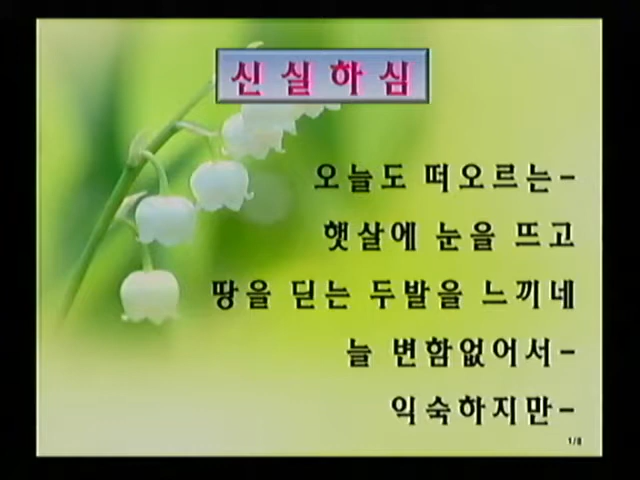 신실하심
오늘도 떠오르는-
햇살에 눈을 뜨고
땅을 딛는 두발을 느끼네
늘 변함없어서-
익숙하지만-
1/8